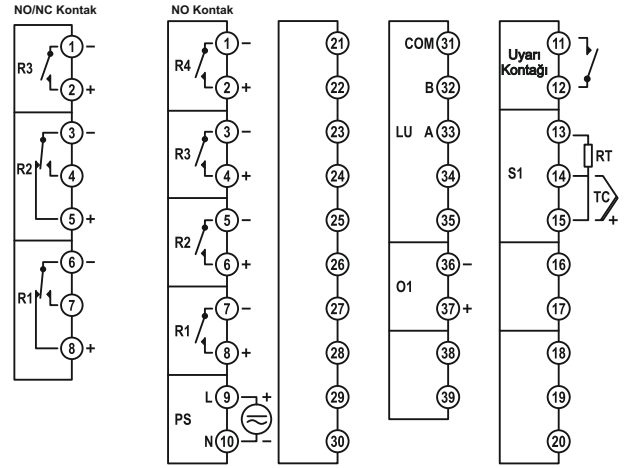 NO/NC Kontak
R3
1 −
2 +
R2
3 −
4
5 +
R1
6 −
7
8 +
NO Kontak
R4
1 −
2 +
R3
3 −
4 +
R2
5 −
6 +
R1
7 −
8 +
PS
L 9 +
N 10 −
21
22
23
24
25
26
27
28
29
30
COM 31
B 32
LU A 33
34
35
O1
36 −
37 +
38
39
Uyarı
Kontağı
11
12
S1
13
RT
14
TC
15 +
16
17
18
19
20